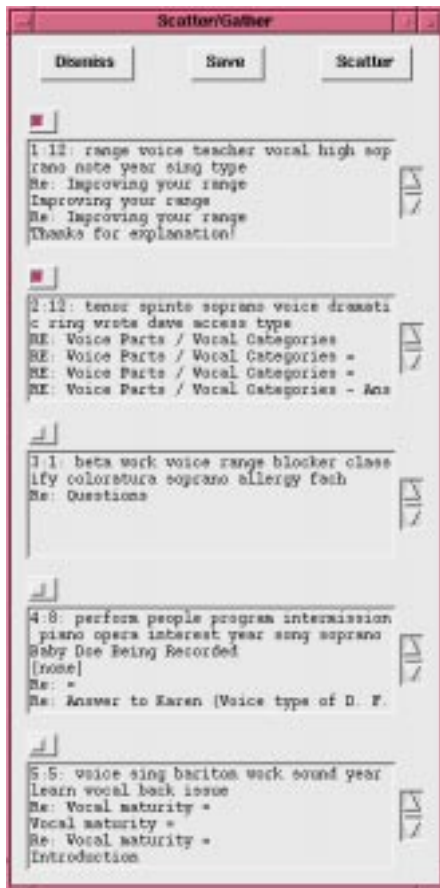 Scatter/Gather
Dismiss Save Scatter
1:12: range voice teacher vocal high sop
rano note year sing type
Re: Improving your range
Improving your range
Re: Improving your range
Thanks for explanation!
2:12: tenor spinto soprano voice dramati
c ring wrote dave access type
RE: Voice Parts / Vocal Categories
RE: Voice Parts / Vocal Categories =
RE: Voice Parts / Vocal Categories =
RE: Voice Parts / Vocal Categories - Ans
3:1: beta work voice range blocker class
ify coloratura soprano allergy fach
Re: Questions
4:8: perform people program intermission
piano opera interest year song soprano
Baby Doe Being Recorded
[none]
Re: =
Re: Answer to Karen (Voice type of D. F.
5:5: voice sing bariton work sound year
learn vocal back issue
Re: Vocal maturity =
Vocal maturity =
Re: Vocal maturity =
Introduction